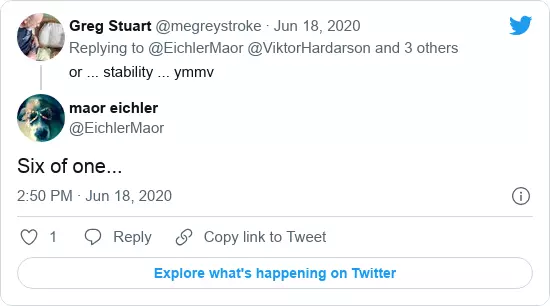 Greg Stuart @megreystroke · Jun 18, 2020
Replying to @EichlerMaor @ViktorHardarson and 3 others
or ... stability ... ymmv
maor eichler
@EichlerMaor
Six of one...
2:50 PM · Jun 18, 2020
1 Reply Copy link to Tweet
Explore what's happening on Twitter